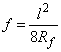 f = l² / 8R_f